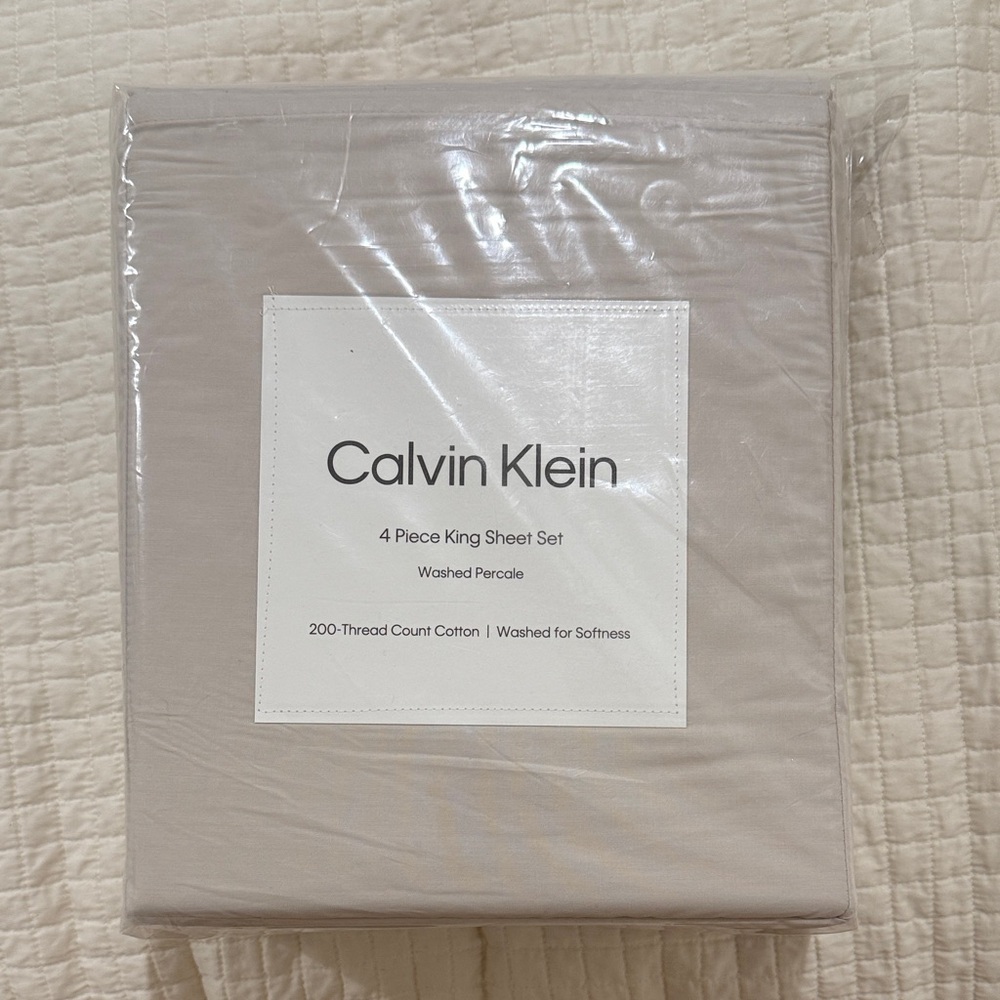 Calvin Klein
4 Piece King Sheet Set
Washed Percale
200-Thread Count Cotton | Washed for Softness